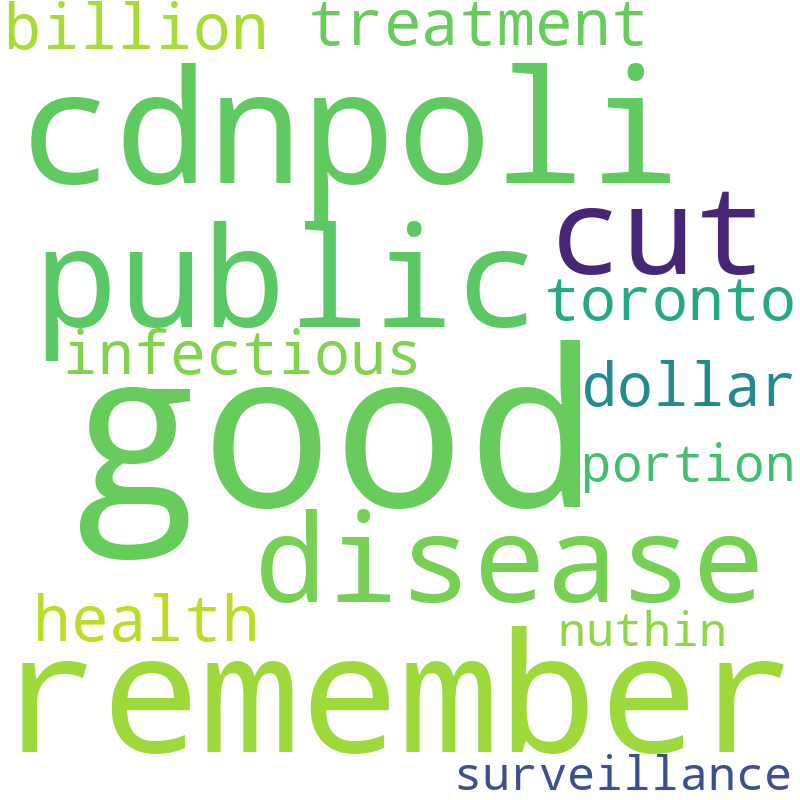 billion treatment
cdnpoli
cut
public
toronto
infectious
dollar
good
portion
disease
health
nuthin
remember
surveillance